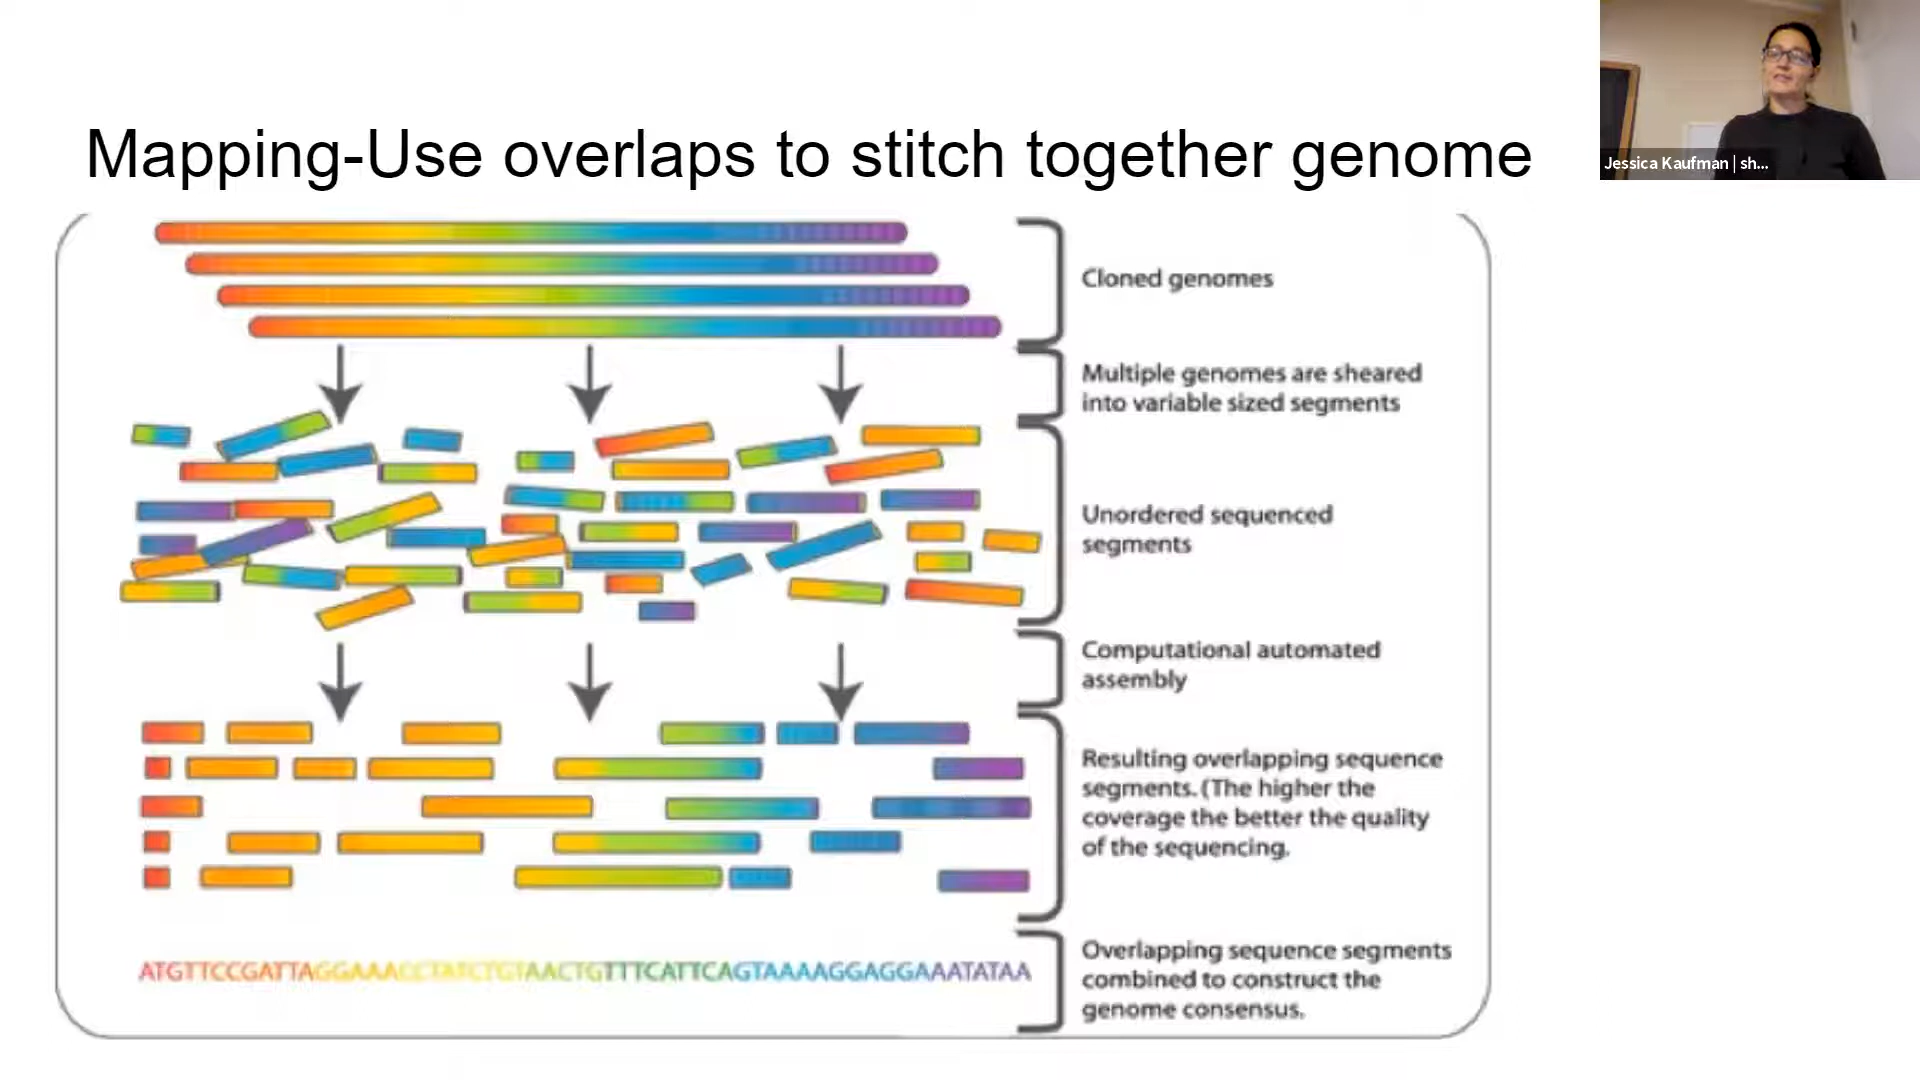 Mapping-Use overlaps to stitch together genome
Jessica Kaufman | sh...
Cloned genomes
Multiple genomes are sheared
into variable sized segments
Unordered sequenced
segments
Computational automated
assembly
Resulting overlapping sequence
segments. (The higher the
coverage the better the quality
of the sequencing.
ATGTTCCGATTAGGAAACCTATCTGTAACTGTTTCATTCAGTAAAAGGAGGAAATATAA
Overlapping sequence segments
combined to construct the
genome consensus.